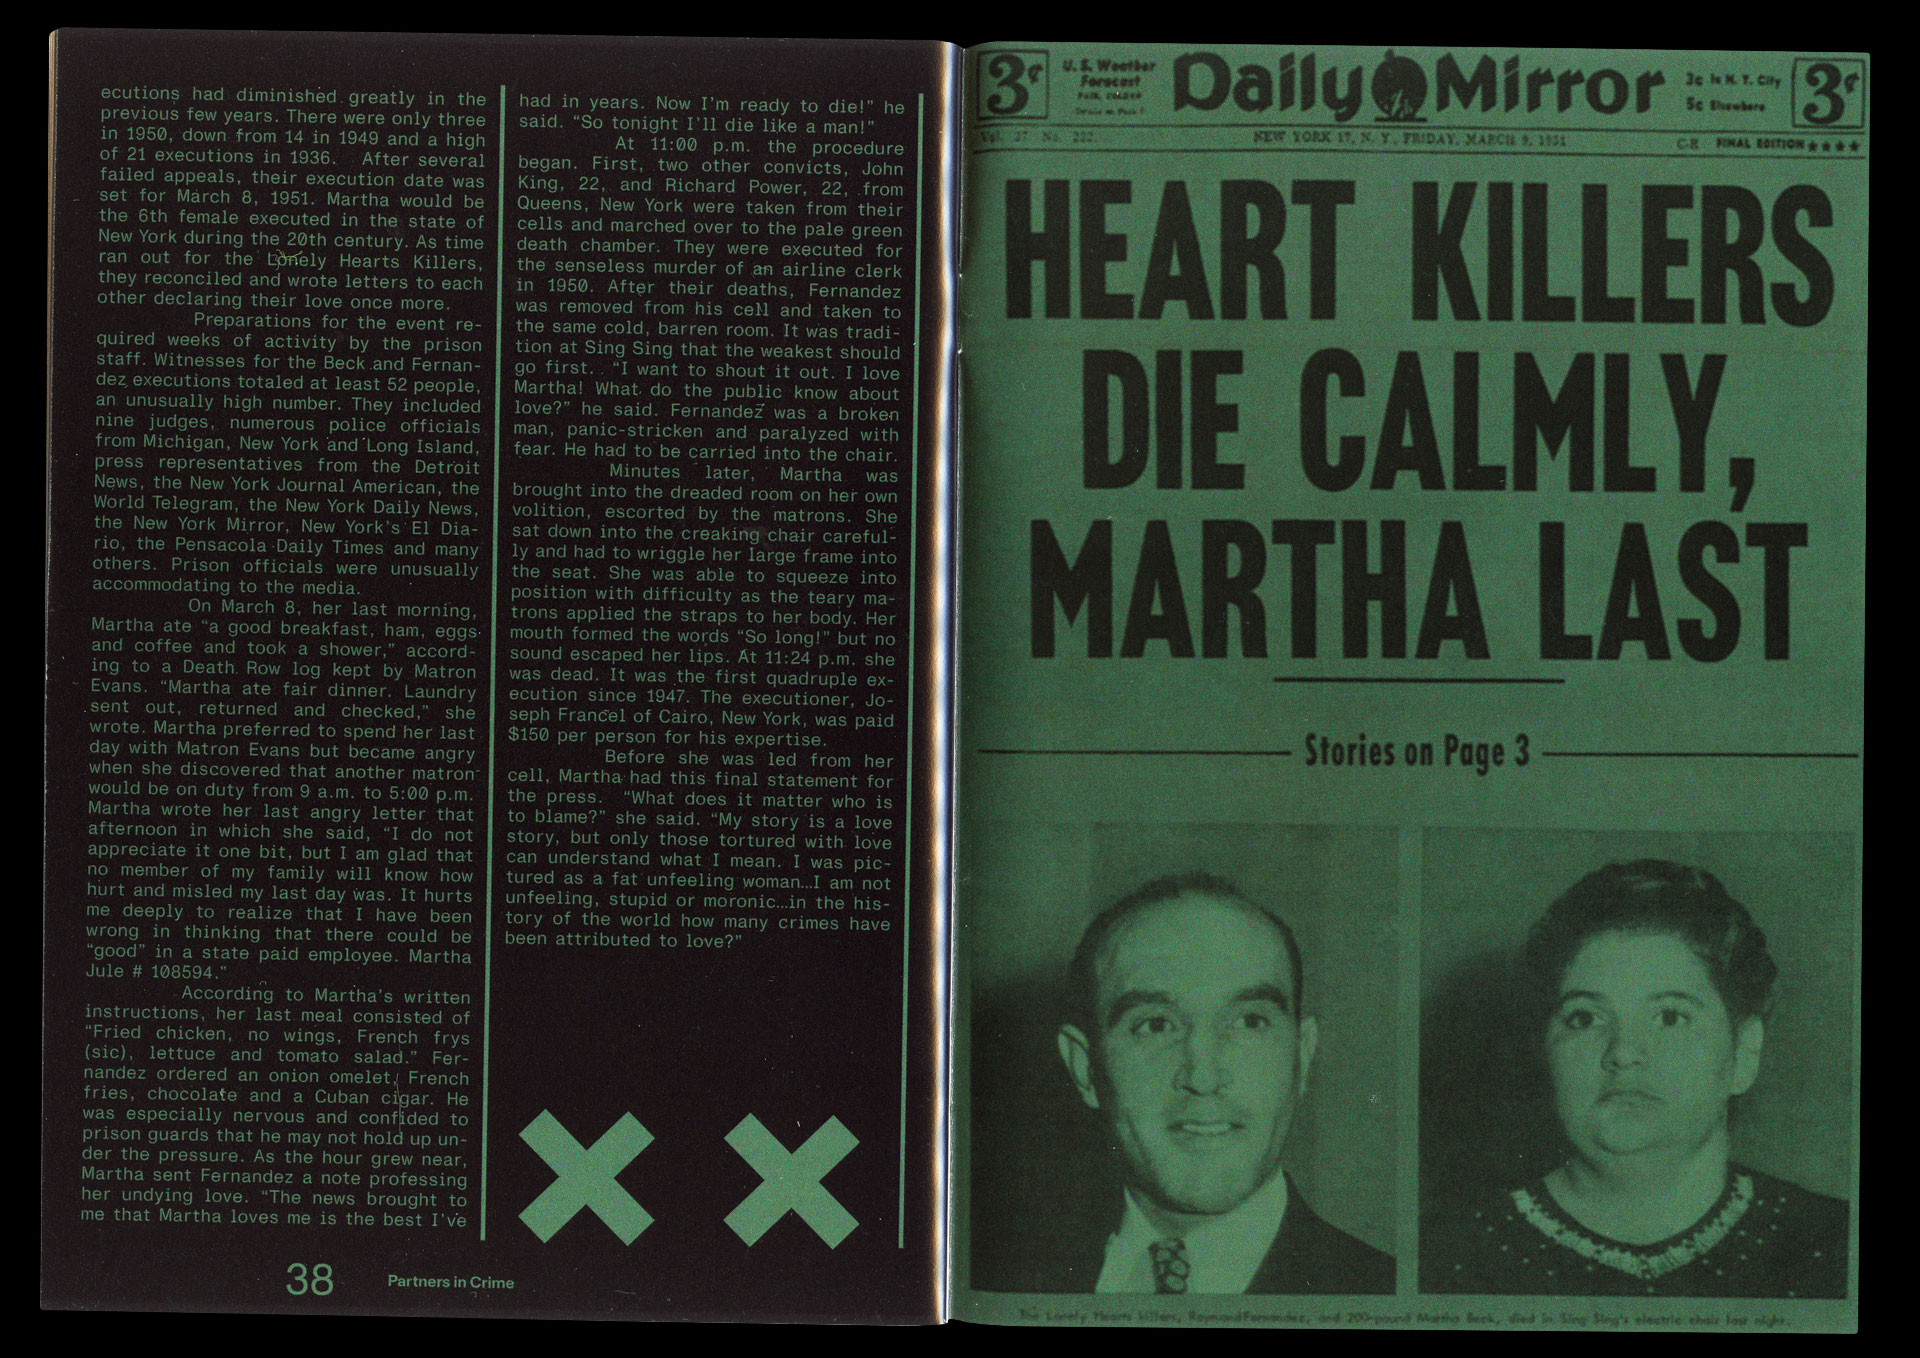 ecutions had diminished greatly in the
previous few years. There were only three
in 1950, down from 14 in 1949 and a high
of 21 executions in 1936. After several
failed appeals, their execution date was
set for March 8, 1951. Martha would be
the 6th female executed in the state of
New York during the 20th century. As time
ran out for the Lonely Hearts Killers,
they reconciled and wrote letters to each
other declaring their love once more.
Preparations for the event re-
quired weeks of activity by the prison
staff. Witnesses for the Beck and Fernan-
dez executions totaled at least 52 people,
an unusually high number. They included
nine judges, numerous police officials
from Michigan, New York and Long Island,
press representatives from the Detroit
News, the New York Journal American, the
World Telegram, the New York Daily News,
the New York Mirror, New York's El Dia-
rio, the Pensacola Daily Times and many
others. Prison officials were unusually
accommodating to the media.
On March 8, her last morning,
Martha ate “a good breakfast, ham, eggs
and coffee and took a shower,” accord-
ing to a Death Row log kept by Matron
Evans. “Martha ate fair dinner. Laundry
sent out, returned and checked,” she
wrote. Martha preferred to spend her last
day with Matron Evans but became angry
when she discovered that another matron
would be on duty from 9 a.m. to 5:00 p.m.
Martha wrote her last angry letter that
afternoon in which she said, “I do not
appreciate it one bit, but I am glad that
no member of my family will know how
hurt and misled my last day was. It hurts
me deeply to realize that I have been
wrong in thinking that there could be
“good” in a state paid employee. Martha
Jule # 108594.”
According to Martha's written
instructions, her last meal consisted of
“Fried chicken, no wings, French frys
(sic), lettuce and tomato salad.” Fer-
nandez ordered an onion omelet, French
fries, chocolate and a Cuban cigar. He
was especially nervous and confided to
prison guards that he may not hold up un-
der the pressure. As the hour grew near,
Martha sent Fernandez a note professing
her undying love. “The news brought to
me that Martha loves me is the best I've
had in years. Now I'm ready to die!” he
said. “So tonight I'll die like a man!”
At 11:00 p.m. the procedure
began. First, two other convicts, John
King, 22, and Richard Power, 22, from
Queens, New York were taken from their
cells and marched over to the pale green
death chamber. They were executed for
the senseless murder of an airline clerk
in 1950. After their deaths, Fernandez
was removed from his cell and taken to
the same cold, barren room. It was tradi-
tion at Sing Sing that the weakest should
go first. “I want to shout it out. I love
Martha! What do the public know about
love?” he said. Fernandez was a broken
man, panic-stricken and paralyzed with
fear. He had to be carried into the chair.
Minutes later, Martha was
brought into the dreaded room on her own
volition, escorted by the matrons. She
sat down into the creaking chair careful-
ly and had to wriggle her large frame into
the seat. She was able to squeeze into
position with difficulty as the teary ma-
trons applied the straps to her body. Her
mouth formed the words “So long!” but no
sound escaped her lips. At 11:24 p.m. she
was dead. It was the first quadruple ex-
ecution since 1947. The executioner, Jo-
seph Francel of Cairo, New York, was paid
$150 per person for his expertise.
Before she was led from her
cell, Martha had this final statement for
the press. “What does it matter who is
to blame?” she said. “My story is a love
story, but only those tortured with love
can understand what I mean. I was pic-
tured as a fat unfeeling woman…I am not
unfeeling, stupid or moronic…in the his-
tory of the world how many crimes have
been attributed to love?”
38 Partners in Crime
3¢ U. S. Weather Forecast Daily Mirror 3c in N. Y. City 5c Elsewhere 3¢
Vol. 27 No. 222 NEW YORK 17, N. Y., FRIDAY, MARCH 9, 1951 C-R FINAL EDITION ★★★★
HEART KILLERS
DIE CALMLY,
MARTHA LAST
Stories on Page 3
The Lonely Hearts killers, Raymond Fernandez, and 200-pound Martha Beck, died in Sing Sing's electric chair last night.